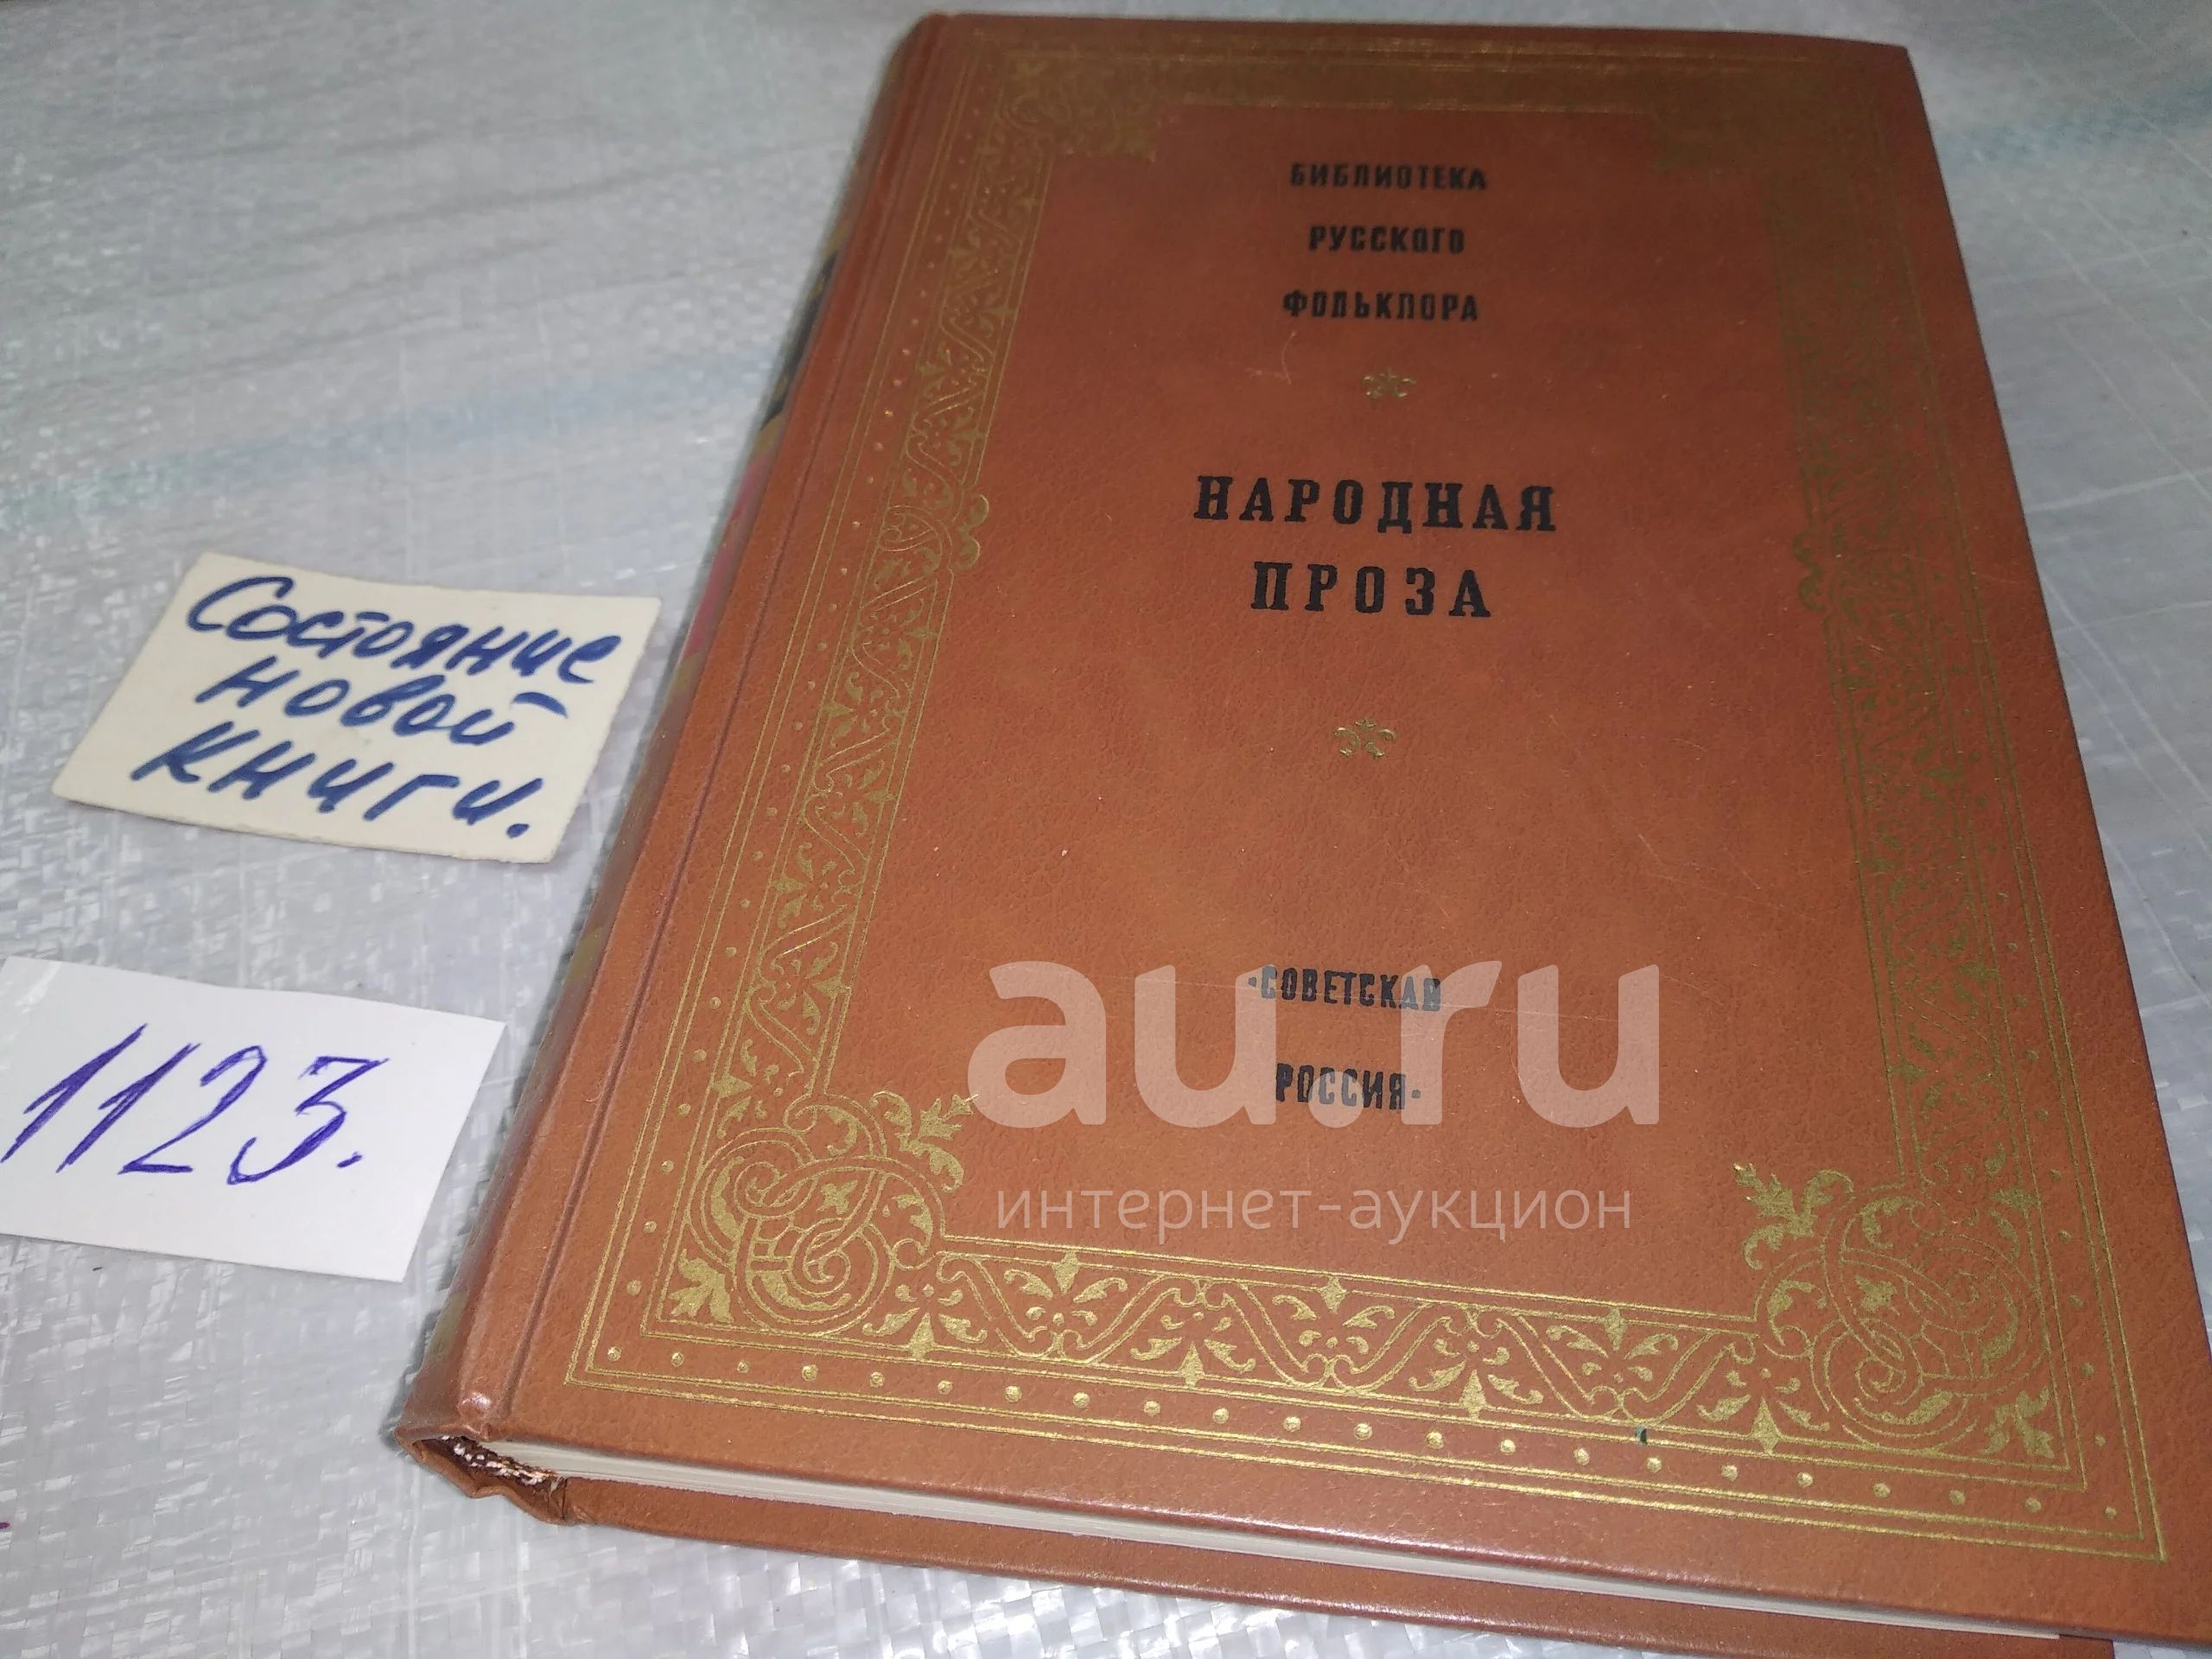 БИБЛИОТЕКА
РУССКОГО
ФОЛЬКЛОРА
НАРОДНАЯ
ПРОЗА
Состояние
новой
книги.
1123.
·СОВЕТСКАЯ
РОССИЯ·
au.ru
интернет-аукцион